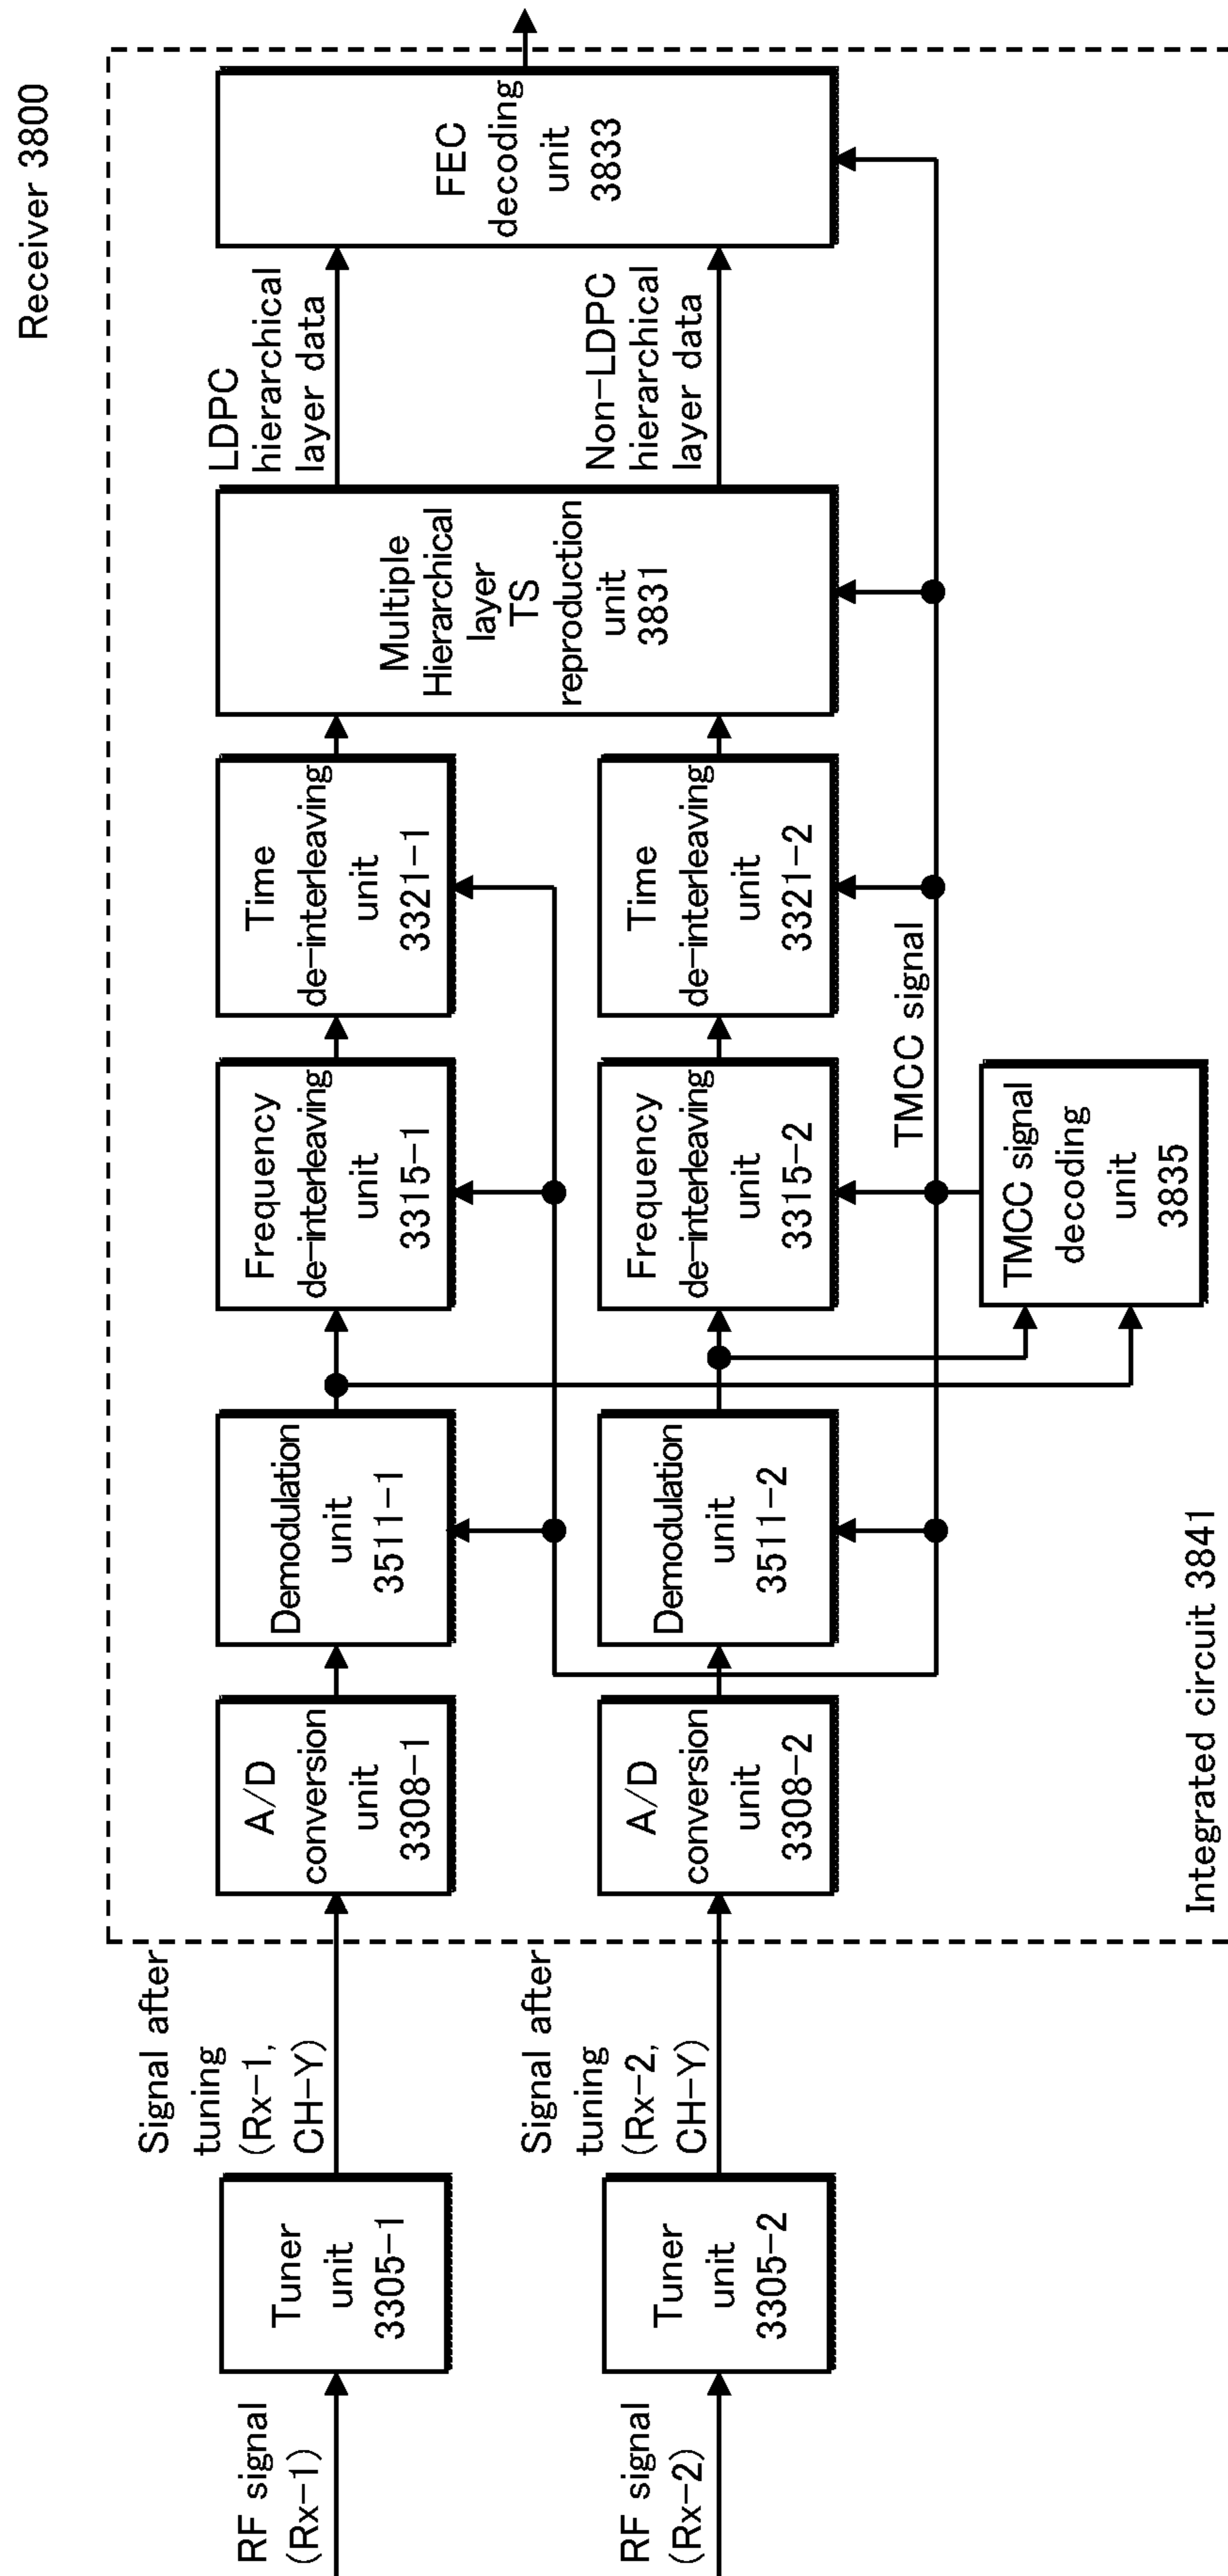 Receiver 3800
RF signal
(Rx-1)
Tuner
unit
3305-1
Signal after
tuning
(Rx-1,
CH-Y)
A/D
conversion
unit
3308-1
Demodulation
unit
3511-1
Frequency
de-interleaving
unit
3315-1
Time
de-interleaving
unit
3321-1
Multiple
Hierarchical
layer
TS
reproduction
unit
3831
LDPC
hierarchical
layer data
Non-LDPC
hierarchical
layer data
FEC
decoding
unit
3833
RF signal
(Rx-2)
Tuner
unit
3305-2
Signal after
tuning
(Rx-2,
CH-Y)
A/D
conversion
unit
3308-2
Demodulation
unit
3511-2
Frequency
de-interleaving
unit
3315-2
Time
de-interleaving
unit
3321-2
TMCC signal
TMCC signal
decoding
unit
3835
Integrated circuit 3841